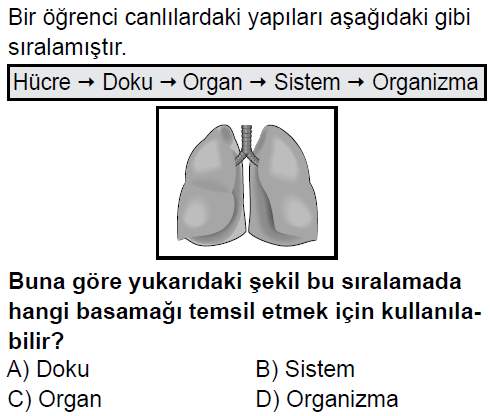 Bir öğrenci canlılardaki yapıları aşağıdaki gibi
sıralamıştır.
Hücre → Doku → Organ → Sistem → Organizma
Buna göre yukarıdaki şekil bu sıralamada
hangi basamağı temsil etmek için kullanıla-
bilir?
A) Doku B) Sistem
C) Organ D) Organizma